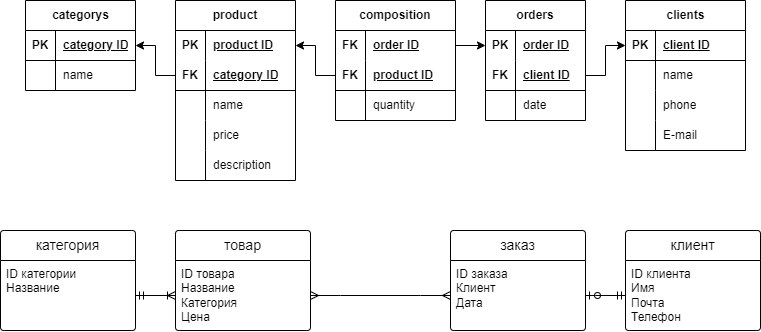 categorys
PK category ID
name
product
PK product ID
FK category ID
name
price
description
composition
FK order ID
FK product ID
quantity
orders
PK order ID
FK client ID
date
clients
PK client ID
name
phone
E-mail
категория
ID категории
Название
товар
ID товара
Название
Категория
Цена
заказ
ID заказа
Клиент
Дата
клиент
ID клиента
Имя
Почта
Телефон